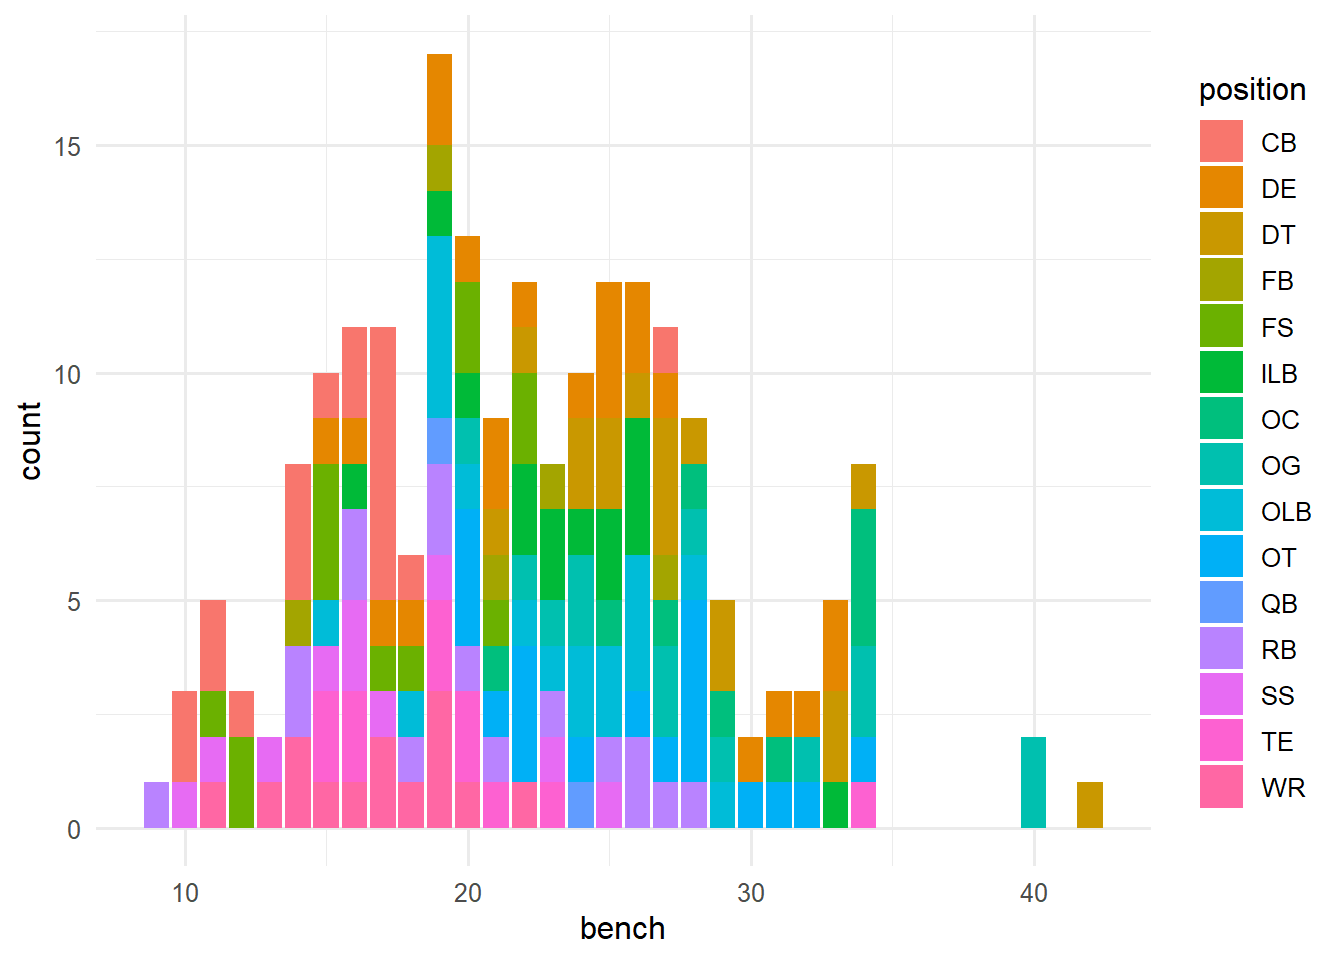 position
CB
DE
DT
FB
FS
ILB
OC
OG
OLB
OT
QB
RB
SS
TE
WR
15
10
5
0
count
10 20 30 40
bench